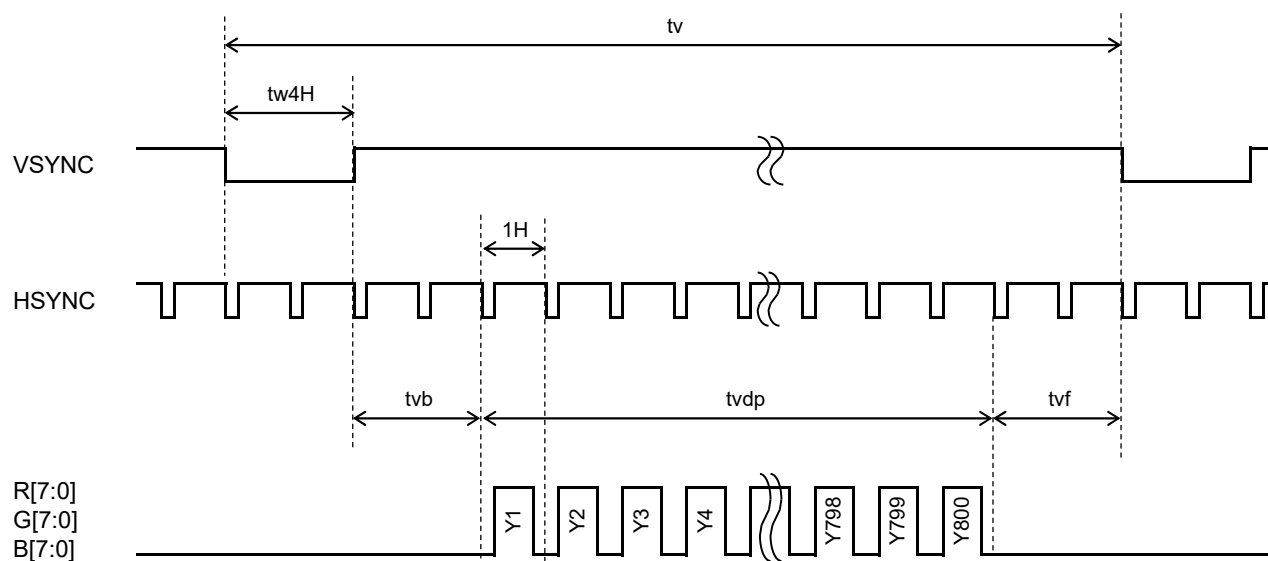 tv
tw4H
VSYNC
1H
HSYNC
tvb
tvdp
tvf
R[7:0]
G[7:0]
B[7:0]
Y1
Y2
Y3
Y4
Y798
Y799
Y800